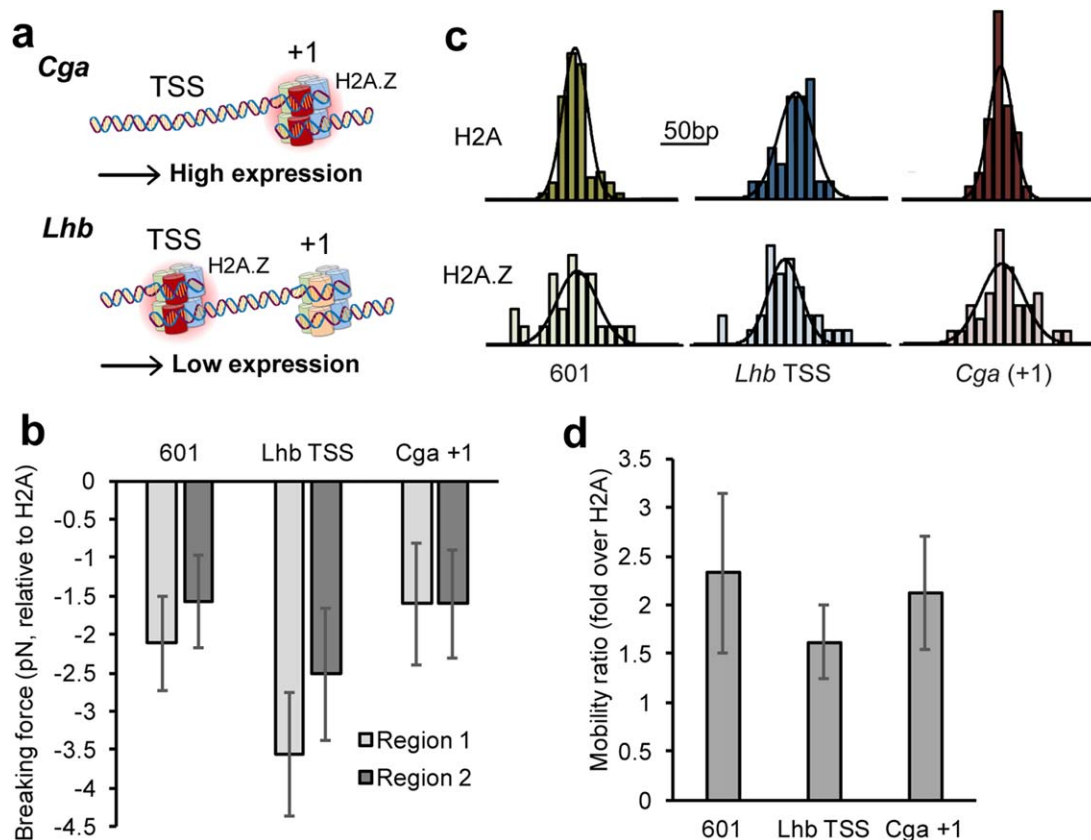 a
Cga
TSS
+1
H2A.Z
High expression
Lhb
TSS
H2A.Z
+1
Low expression
b
601 Lhb TSS Cga +1
Breaking force (pN, relative to H2A)
0
-0.5
-1
-1.5
-2
-2.5
-3
-3.5
-4
-4.5
Region 1
Region 2
c
H2A
50bp
H2A.Z
601 Lhb TSS Cga (+1)
d
Mobility ratio (fold over H2A)
3.5
3
2.5
2
1.5
1
0.5
0
601 Lhb TSS Cga +1